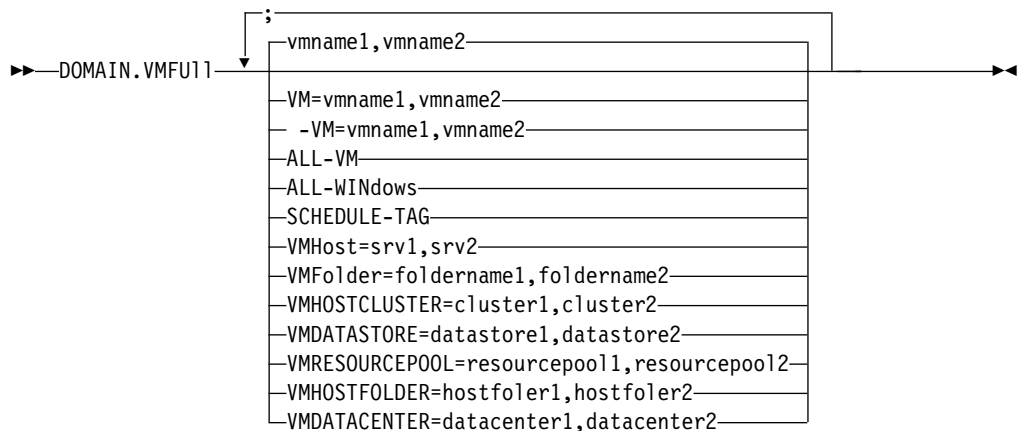 ;
vmname1,vmname2
DOMAIN.VMFUll
VM=vmname1,vmname2
-VM=vmname1,vmname2
ALL-VM
ALL-WINdows
SCHEDULE-TAG
VMHost=srv1,srv2
VMFolder=foldername1,foldername2
VMHOSTCLUSTER=cluster1,cluster2
VMDATASTORE=datastore1,datastore2
VMRESOURCEPOOL=resourcepool1,resourcepool2
VMHOSTFOLDER=hostfoler1,hostfoler2
VMDATACENTER=datacenter1,datacenter2